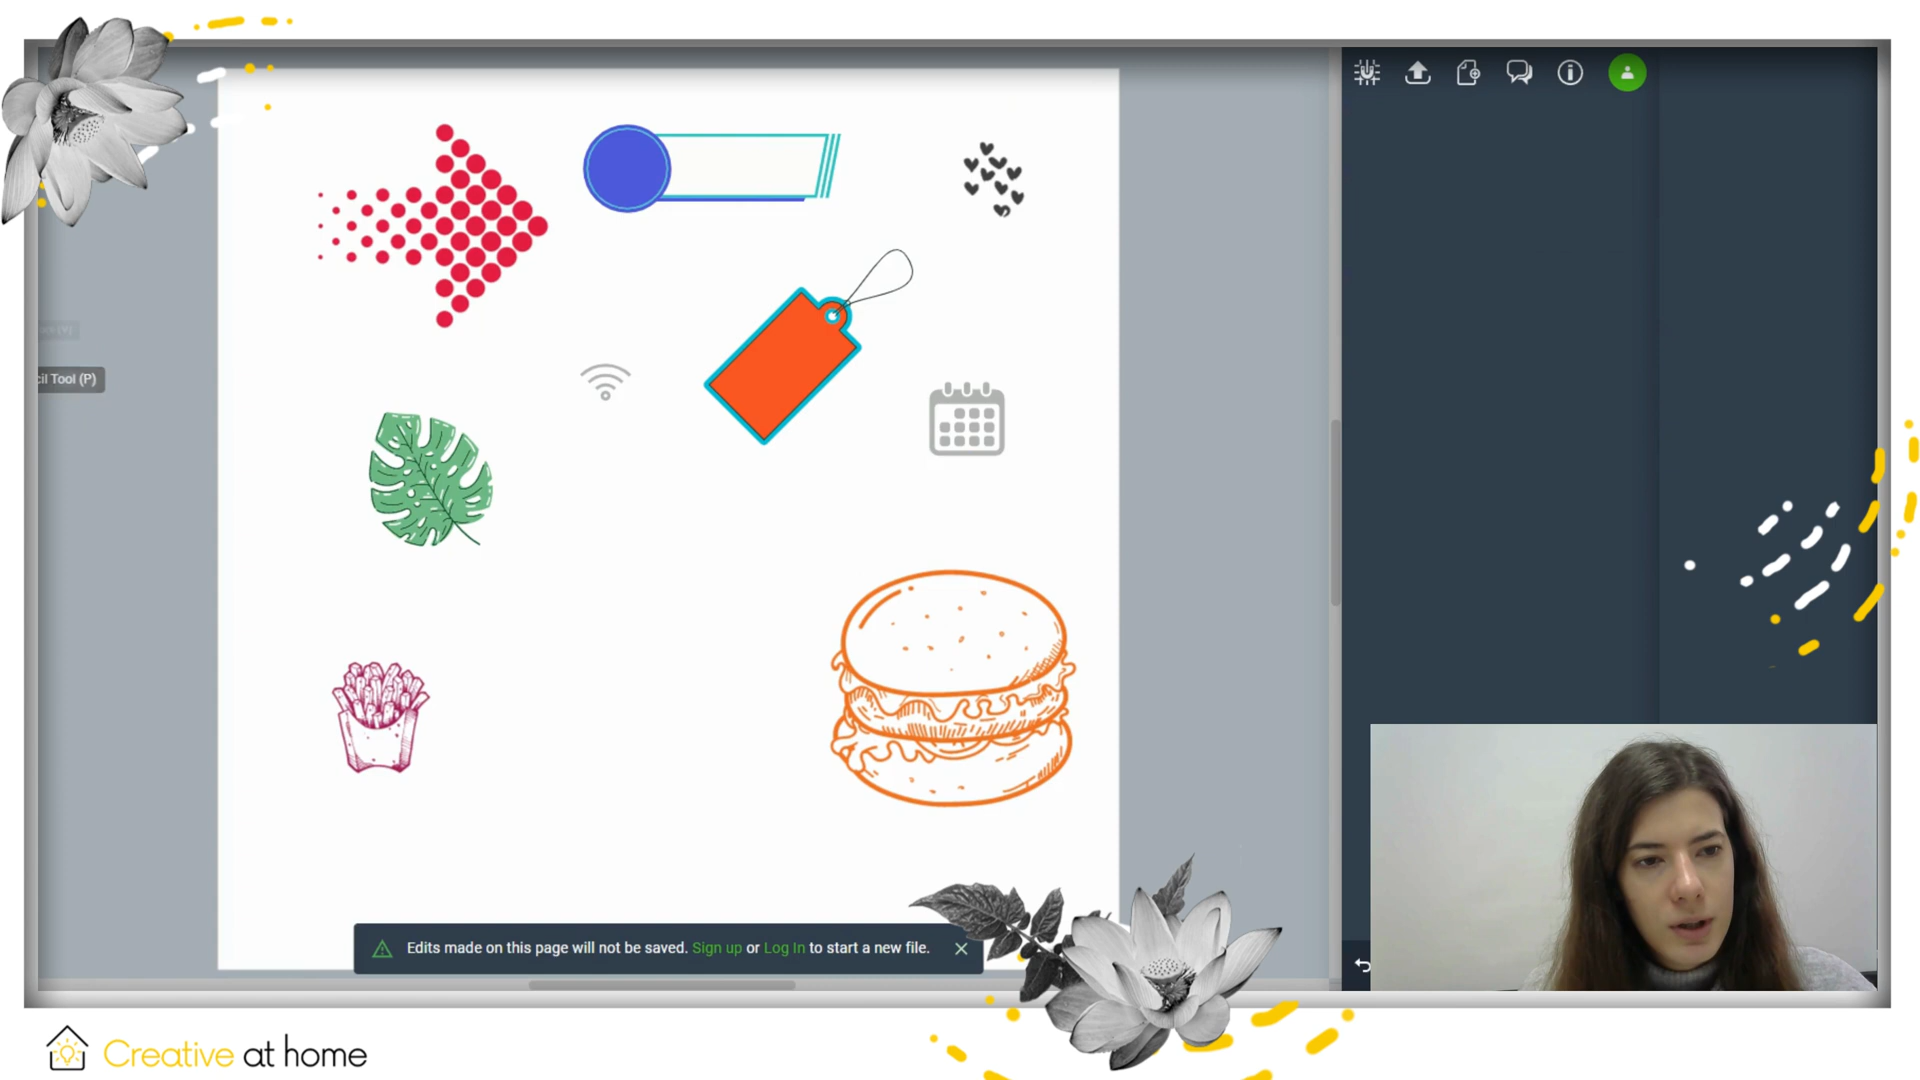 cil Tool (P)
Edits made on this page will not be saved. Sign up or Log In to start a new file.
Creative at home